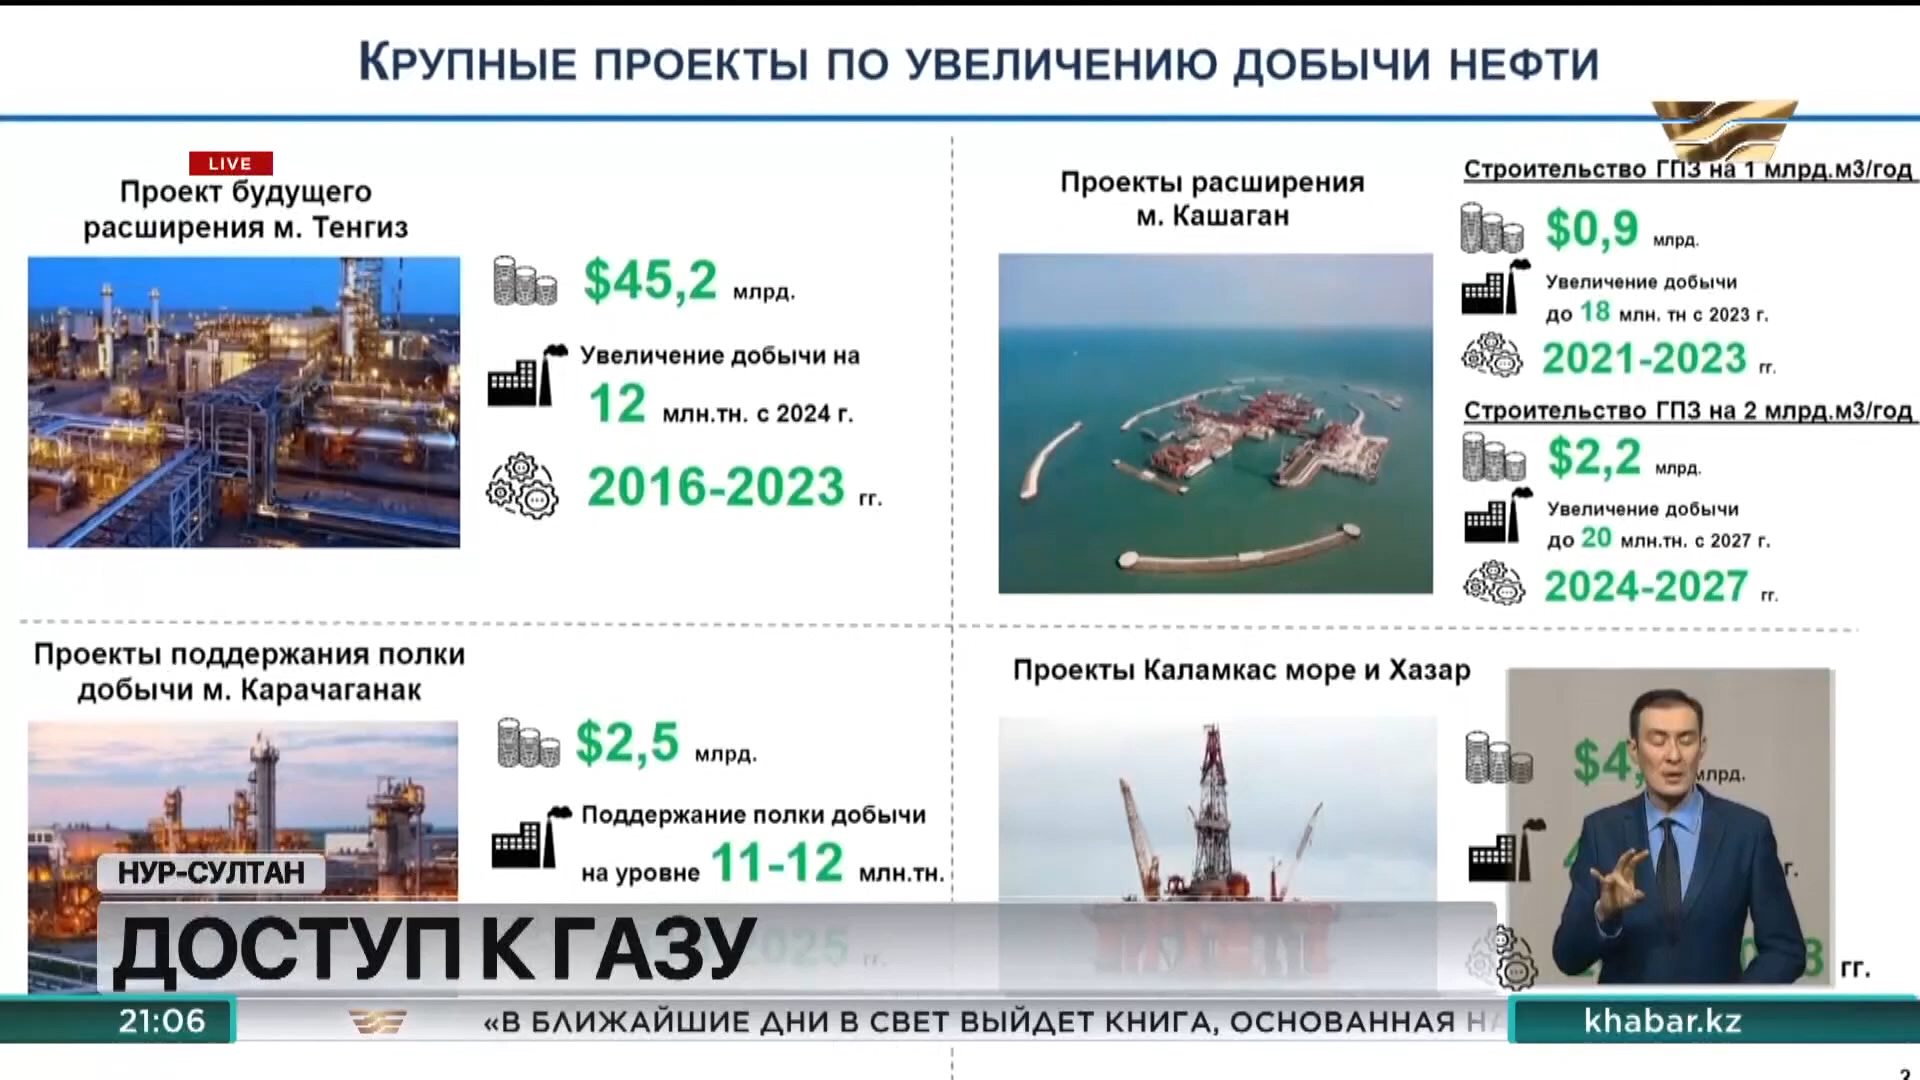 Крупные проекты по увеличению добычи нефти
LIVE
Проект будущего
расширения м. Тенгиз
$45,2 млрд.
Увеличение добычи на
12 млн.тн. с 2024 г.
2016-2023 гг.
Проекты расширения
м. Кашаган
Строительство ГПЗ на 1 млрд.м3/год
$0,9 млрд.
Увеличение добычи
до 18 млн. тн с 2023 г.
2021-2023 гг.
Строительство ГПЗ на 2 млрд.м3/год
$2,2 млрд.
Увеличение добычи
до 20 млн.тн. с 2027 г.
2024-2027 гг.
Проекты поддержания полки
добычи м. Карачаганак
$2,5 млрд.
Поддержание полки добычи
на уровне 11-12 млн.тн.
гг.
Проекты Каламкас море и Хазар
$4, млрд.
г.
гг.
НУР-СУЛТАН
ДОСТУП К ГАЗУ
21:06
«В БЛИЖАЙШИЕ ДНИ В СВЕТ ВЫЙДЕТ КНИГА, ОСНОВАННАЯ
khabar.kz